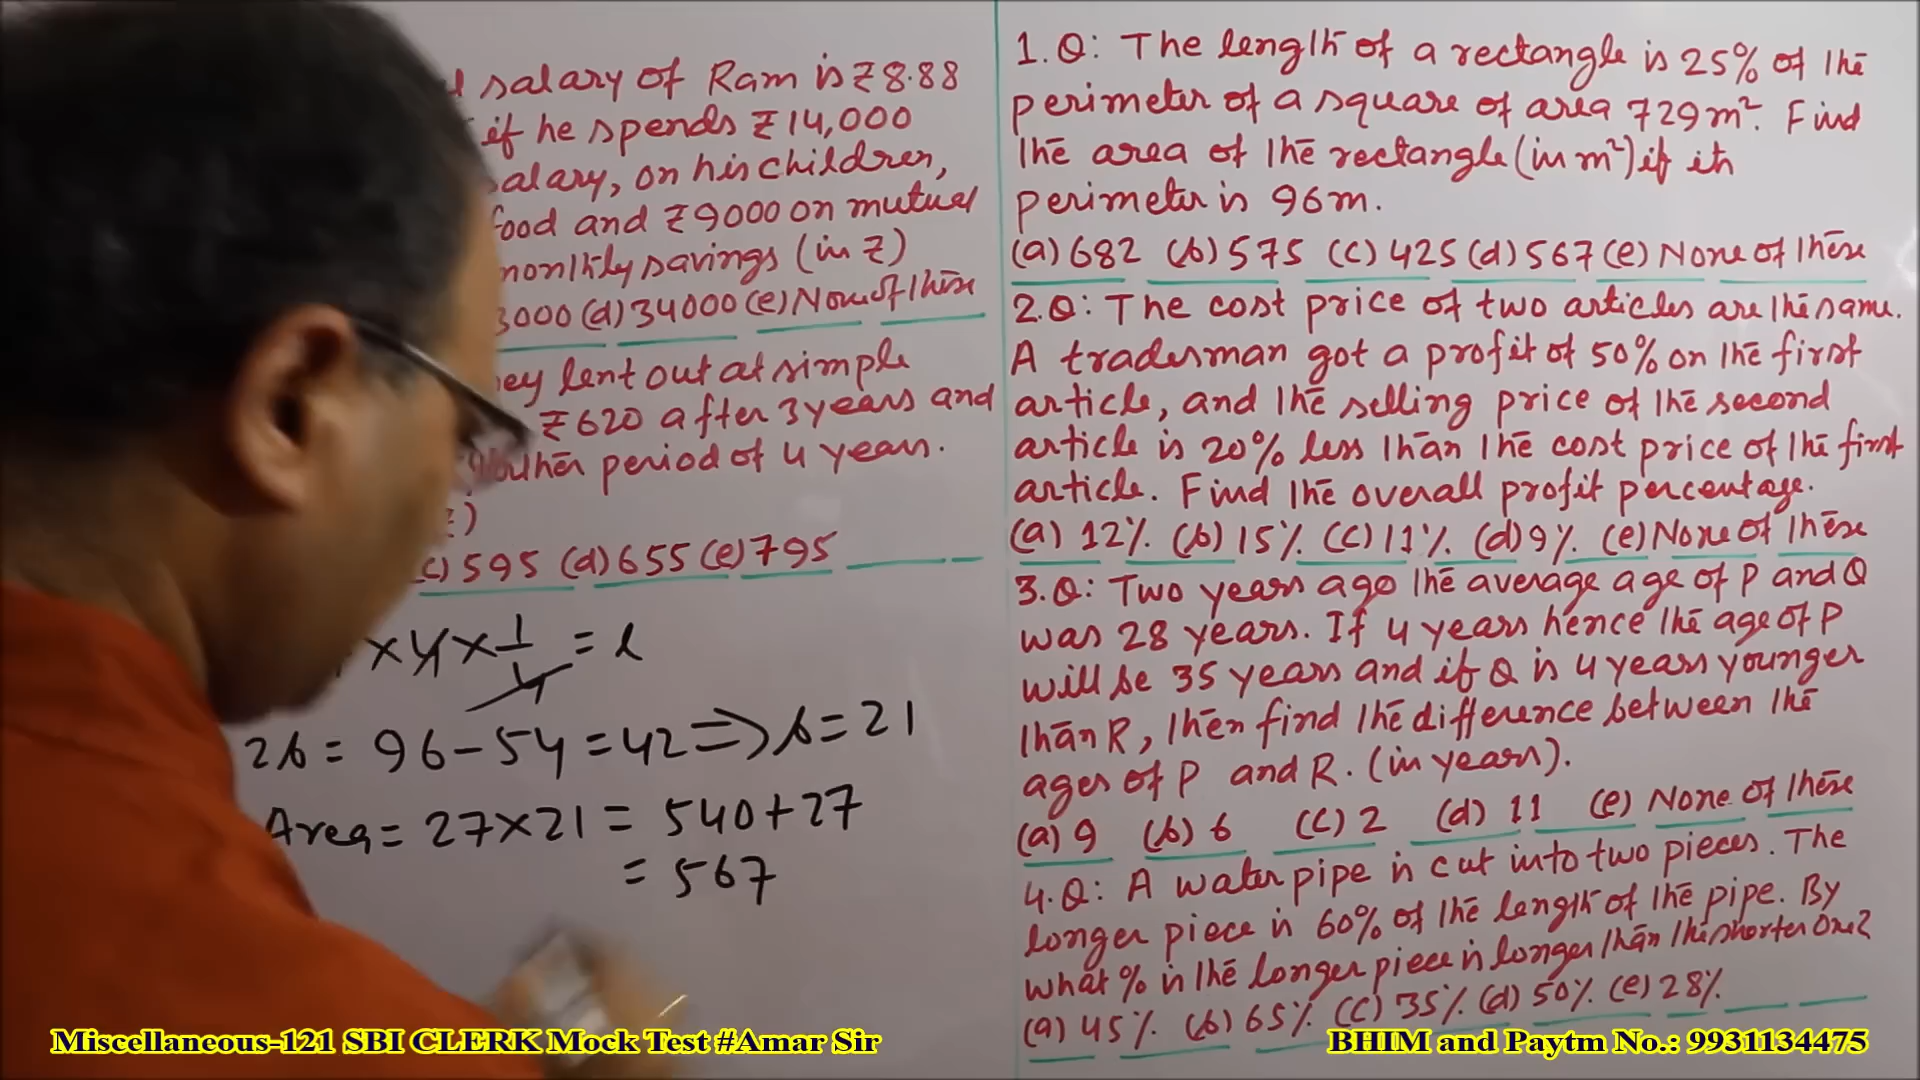 salary of Ram is ₹8.88
if he spends ₹14,000
salary, on his children,
food and ₹9000 on mutual
monthly savings (in ₹)
3000 (d) 34000 (e) None of these
ney lent out at simple
₹620 after 3 years and
another period of 4 years.
₹)
(c) 595 (d) 655 (e) 795
× 4 × 1/4 = l
2b = 96 - 54 = 42 ⇒ b = 21
Area = 27 × 21 = 540 + 27
= 567
1.Q: The length of a rectangle is 25% of the
perimeter of a square of area 729 m². Find
the area of the rectangle (in m²) if its
perimeter is 96m.
(a) 682 (b) 575 (c) 425 (d) 567 (e) None of these
2.Q: The cost price of two articles are the same.
A tradesman got a profit of 50% on the first
article, and the selling price of the second
article is 20% less than the cost price of the first
article. Find the overall profit percentage.
(a) 12% (b) 15% (c) 11% (d) 9% (e) None of these
3.Q: Two years ago the average age of P and Q
was 28 years. If 4 years hence the age of P
will be 35 years and if Q is 4 years younger
than R, then find the difference between the
ages of P and R. (in years).
(a) 9 (b) 6 (c) 2 (d) 11 (e) None of these
4.Q: A water pipe is cut into two pieces. The
longer piece is 60% of the length of the pipe. By
what % is the longer piece is longer than the shorter one?
(a) 45% (b) 65% (c) 35% (d) 50% (e) 28%
Miscellaneous-121 SBI CLERK Mock Test #Amar Sir
BHIM and Paytm No.: 9931134475